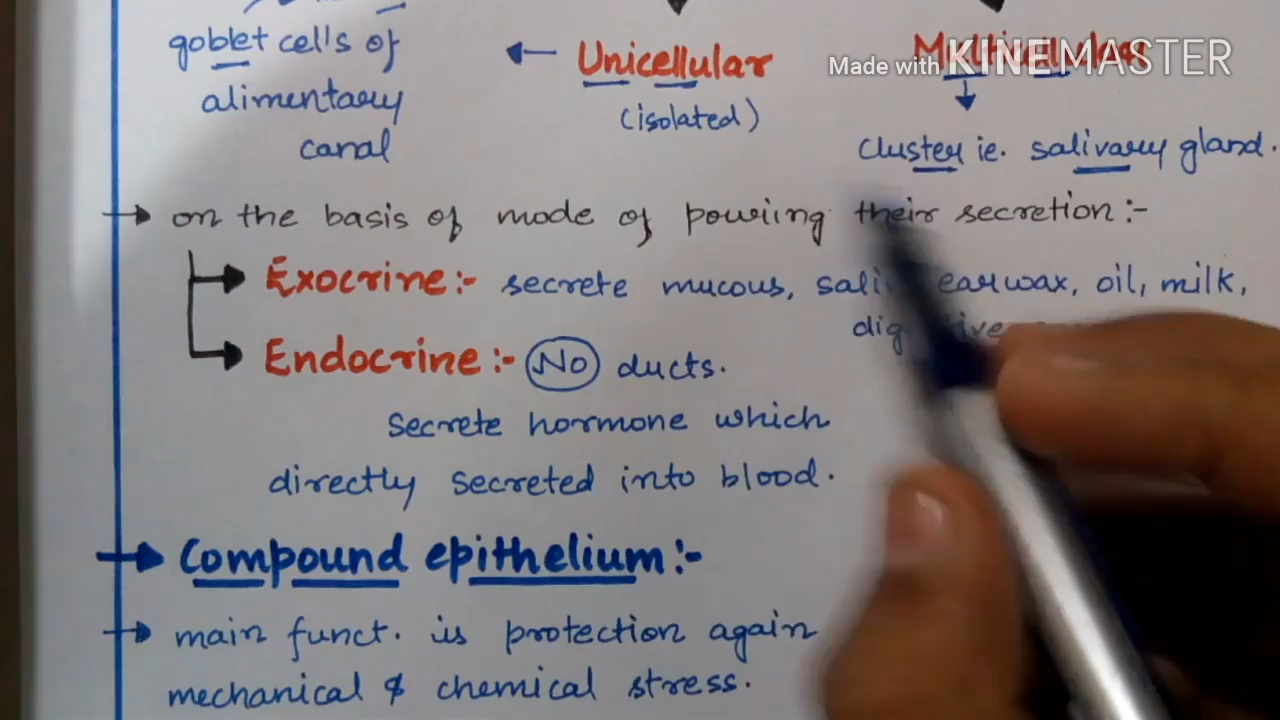 goblet cells of
alimentary
canal
← Unicellular
(isolated)
Made with KINEMASTER
cluster ie. salivary gland.
→ on the basis of mode of pouring their secretion:-
Exocrine:- secrete mucous, earwax, oil, milk,
Endocrine:- No ducts.
secrete hormone which
directly secreted into blood.
→ Compound epithelium:-
→ main funct. is protection again
mechanical & chemical stress.